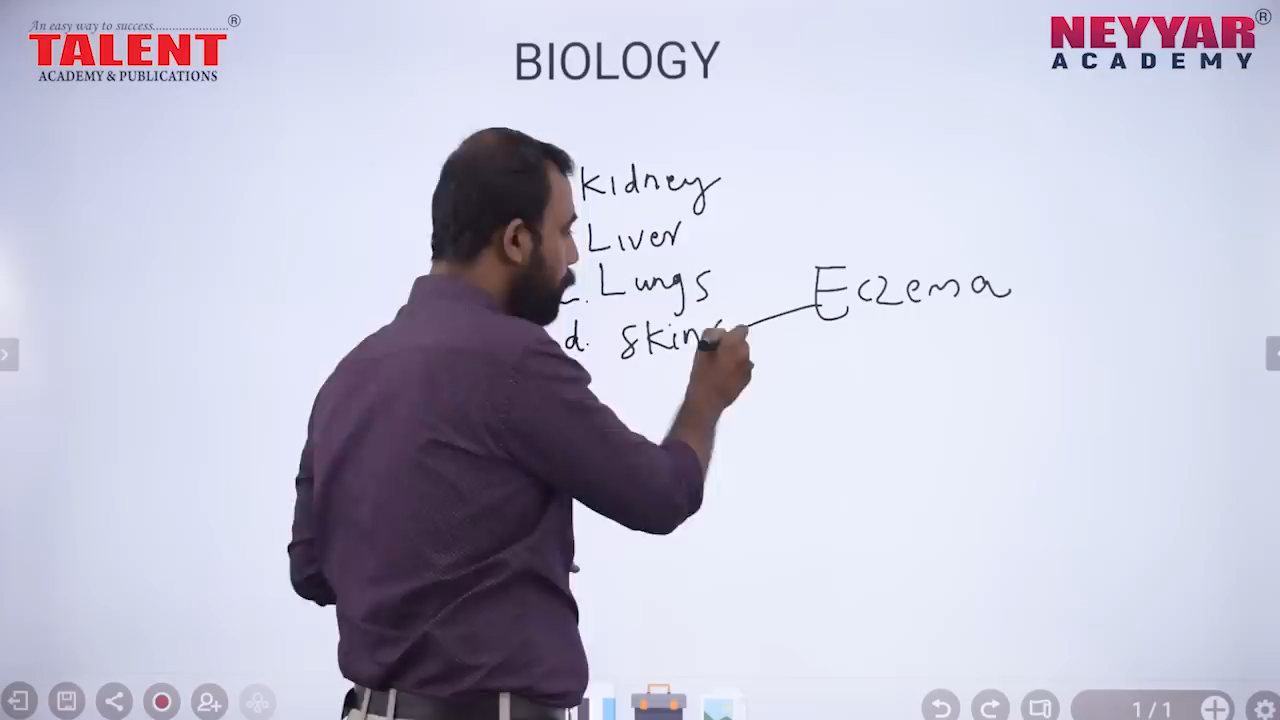 An easy way to success..................®
TALENT
ACADEMY & PUBLICATIONS
BIOLOGY
NEYYAR®
ACADEMY
Kidney
Liver
Lungs
d. Skin
Eczema
1/1